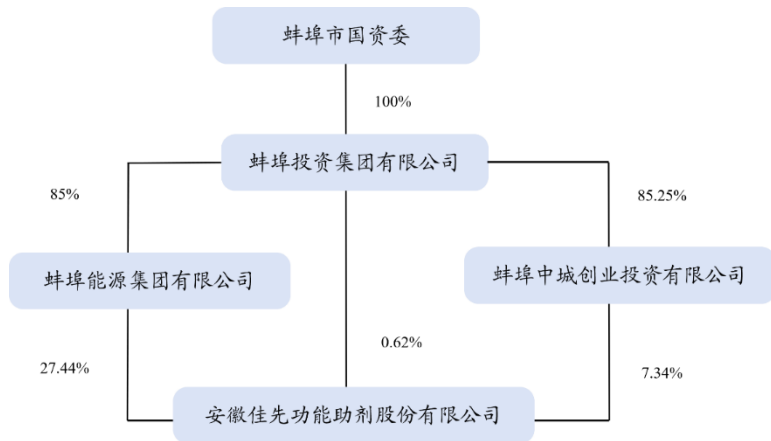 蚌埠市国资委
100%
蚌埠投资集团有限公司
85%
85.25%
蚌埠能源集团有限公司
蚌埠中城创业投资有限公司
0.62%
27.44%
7.34%
安徽佳先功能助剂股份有限公司